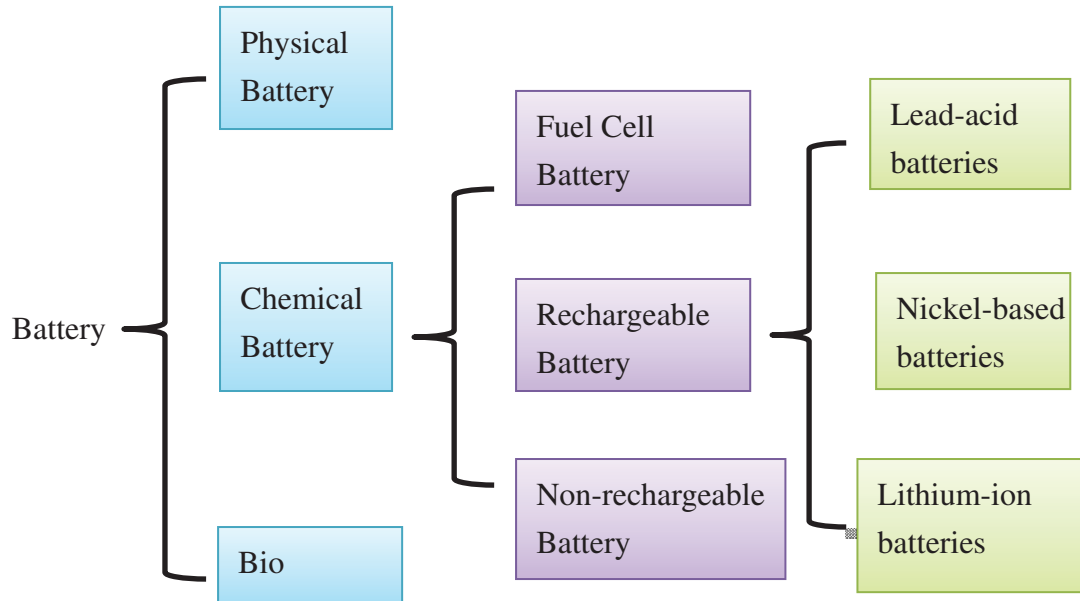 Battery
Physical
Battery
Chemical
Battery
Bio
Fuel Cell
Battery
Rechargeable
Battery
Non-rechargeable
Battery
Lead-acid
batteries
Nickel-based
batteries
Lithium-ion
batteries